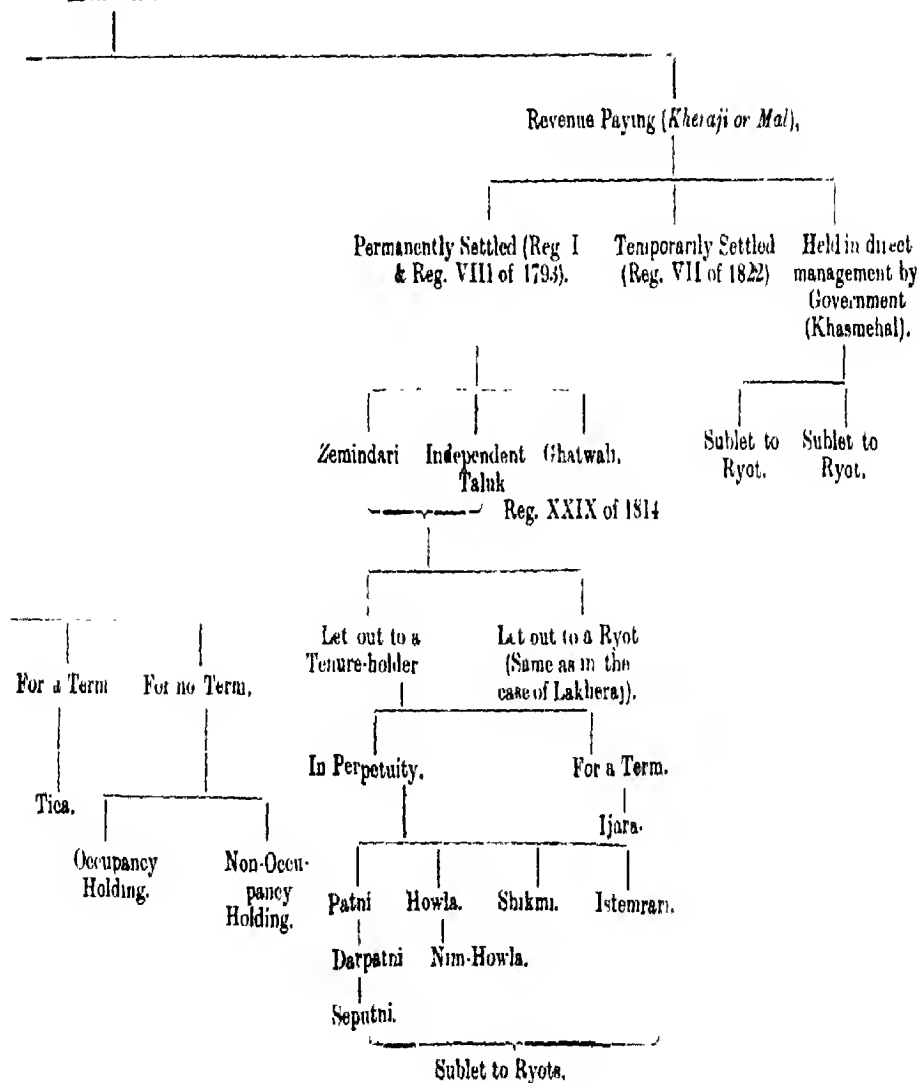 Revenue Paying (Kheraji or Mal),
Permanently Settled (Reg I
& Reg. VIII of 1793).
Temporarily Settled
(Reg. VII of 1822)
Held in direct
management by
Government
(Khasmehal).
Sublet to
Ryot.
Sublet to
Ryot.
Zemindari
Independent
Taluk
Ghatwali.
Reg. XXIX of 1814
Let out to a
Tenure-holder
Let out to a Ryot
(Same as in the
case of Lakheraj).
For a Term
For no Term,
In Perpetuity.
For a Term.
Tica.
Ijara.
Occupancy
Holding.
Non-Occu-
pancy
Holding.
Patni
Howla.
Shikmi.
Istemrari.
Darpatni
Nim-Howla.
Seputni.
Sublet to Ryots.